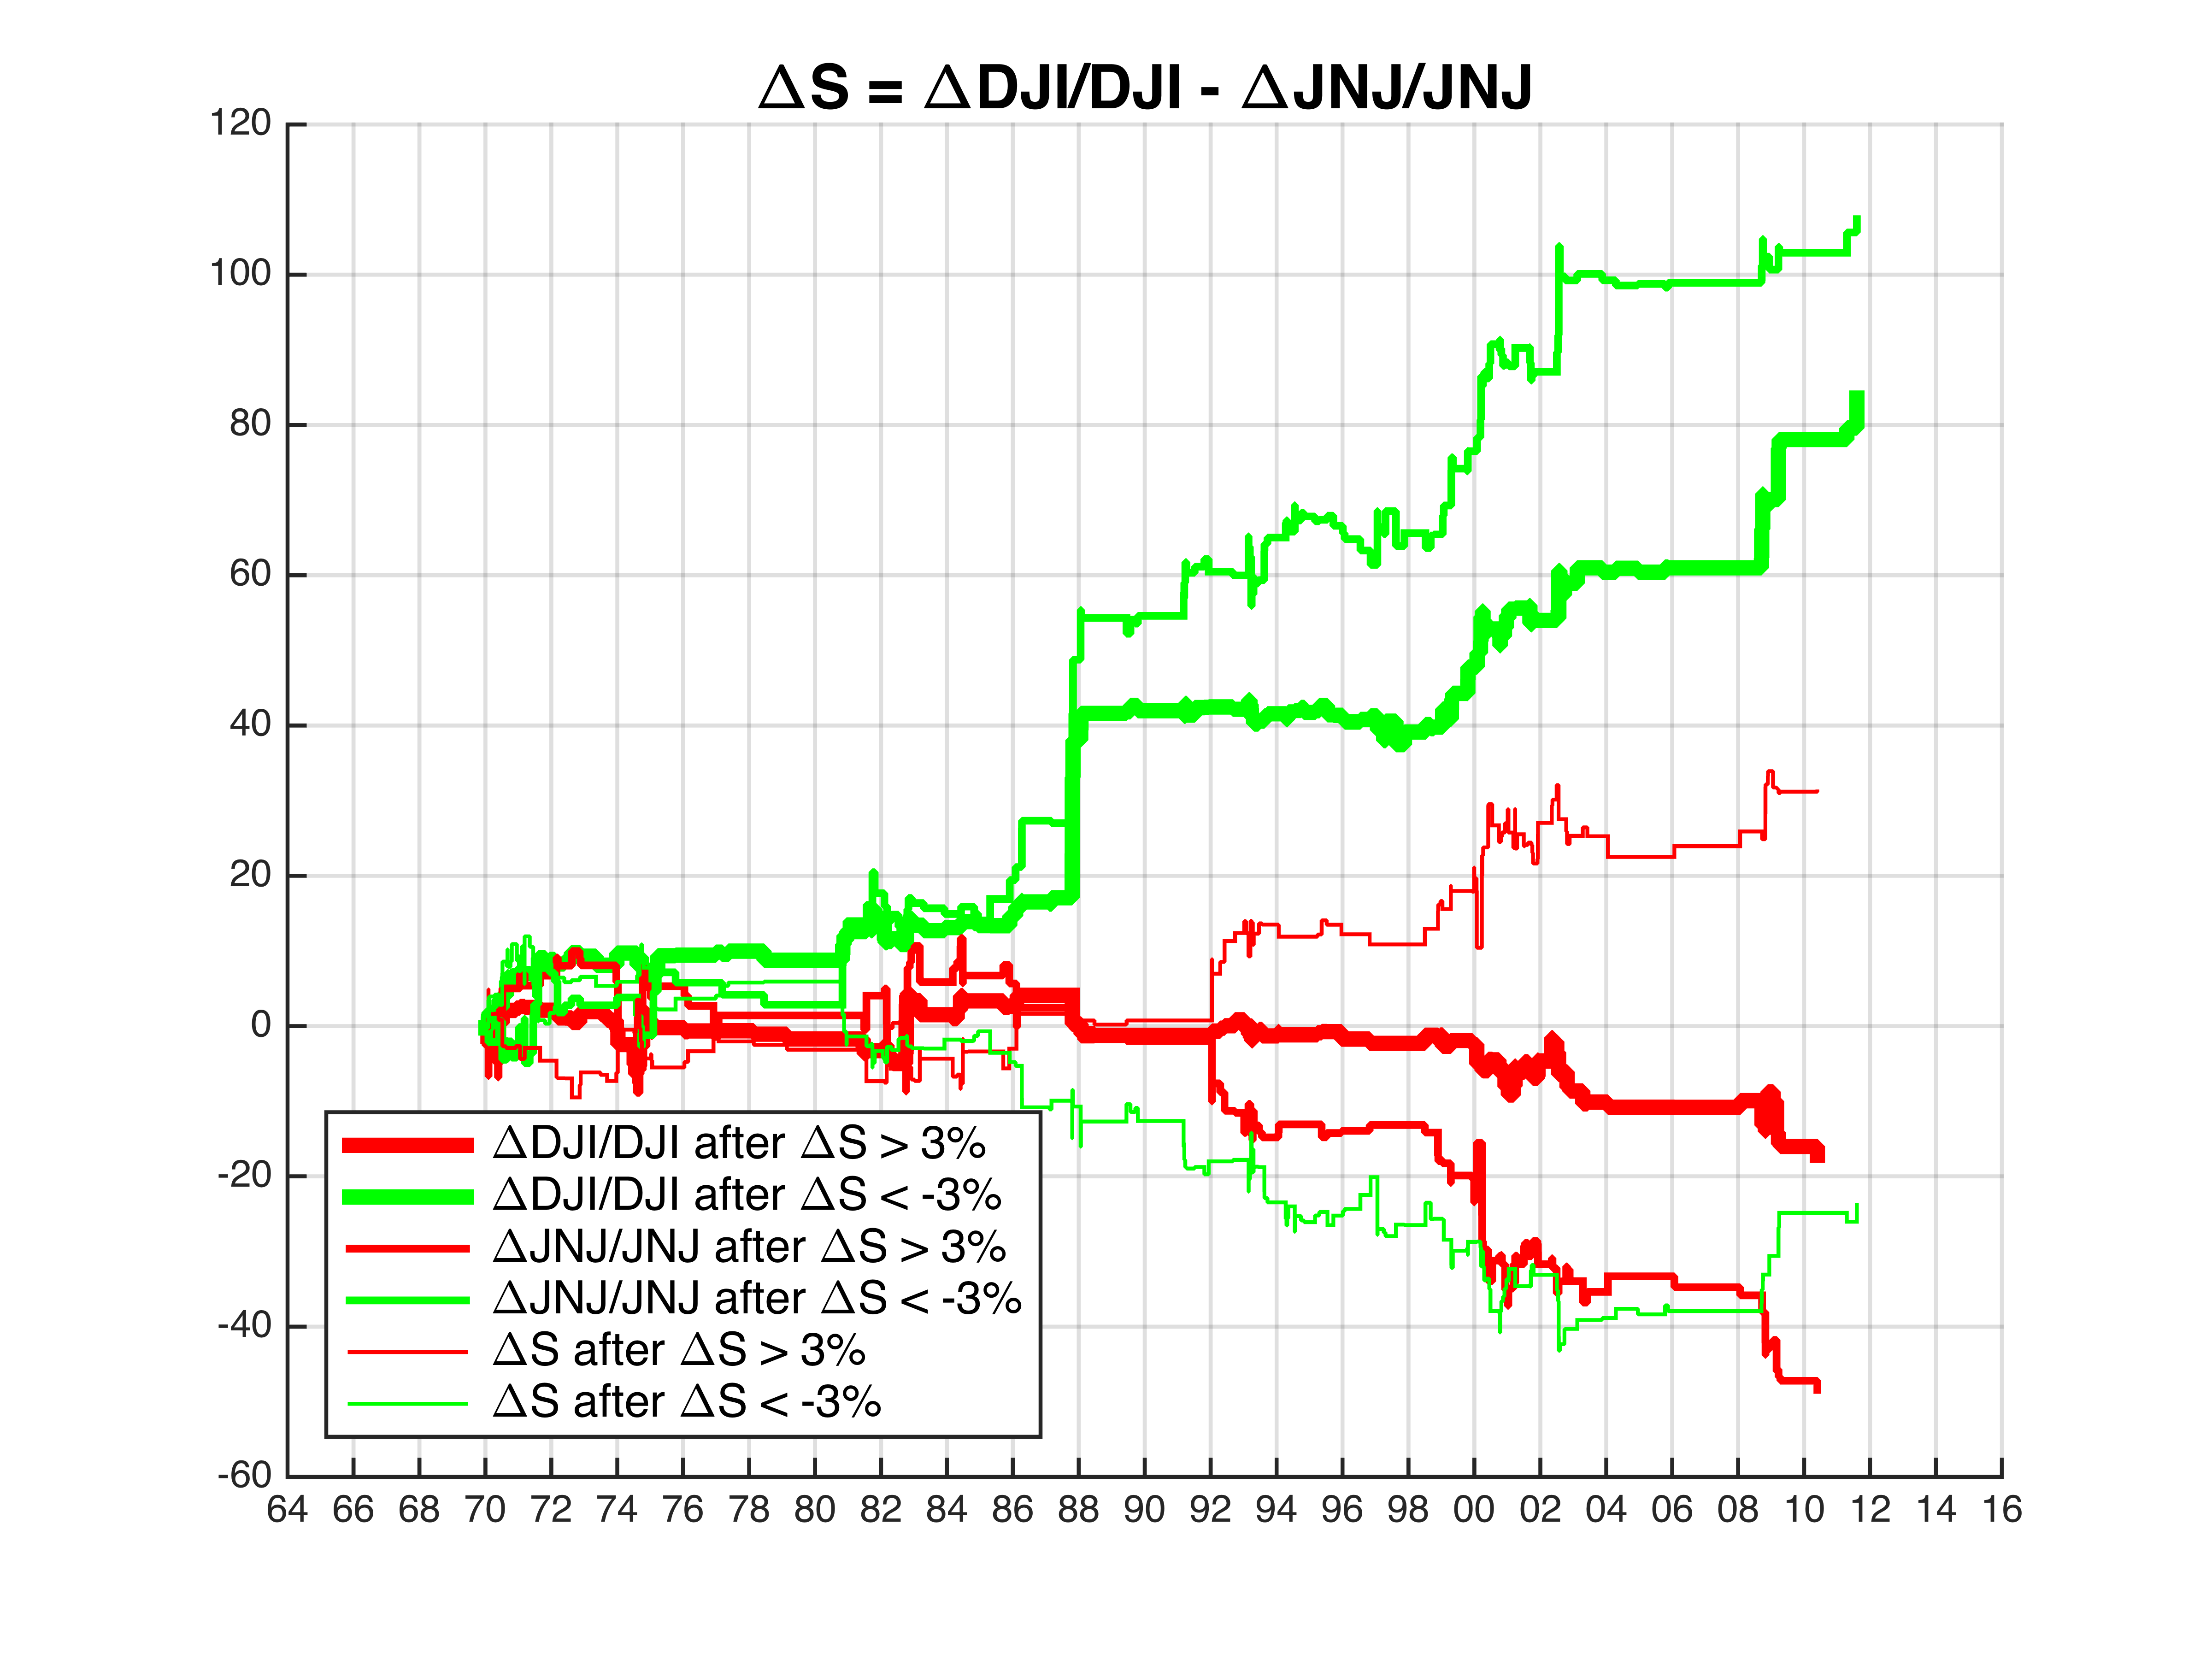 ΔS = ΔDJI/DJI - ΔJNJ/JNJ
120
100
80
60
40
20
0
-20
-40
-60
ΔDJI/DJI after ΔS > 3%
ΔDJI/DJI after ΔS < -3%
ΔJNJ/JNJ after ΔS > 3%
ΔJNJ/JNJ after ΔS < -3%
ΔS after ΔS > 3%
ΔS after ΔS < -3%
64 66 68 70 72 74 76 78 80 82 84 86 88 90 92 94 96 98 00 02 04 06 08 10 12 14 16